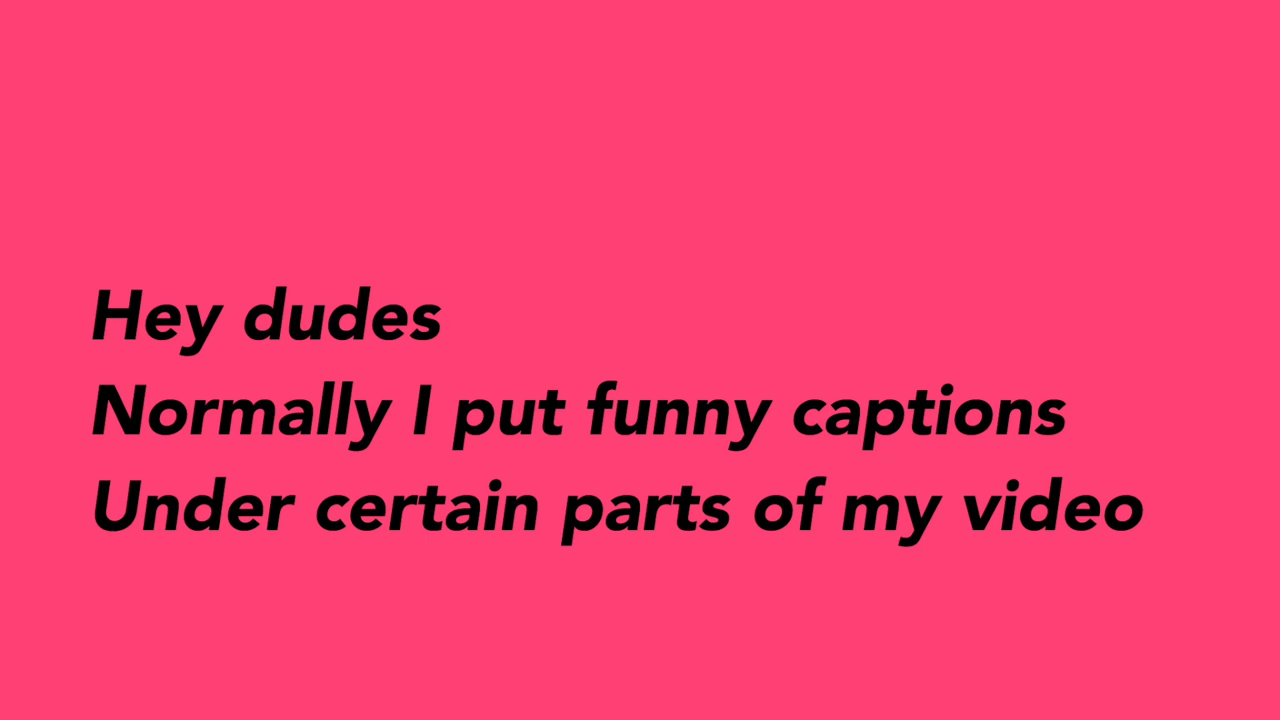 Hey dudes
Normally I put funny captions
Under certain parts of my video